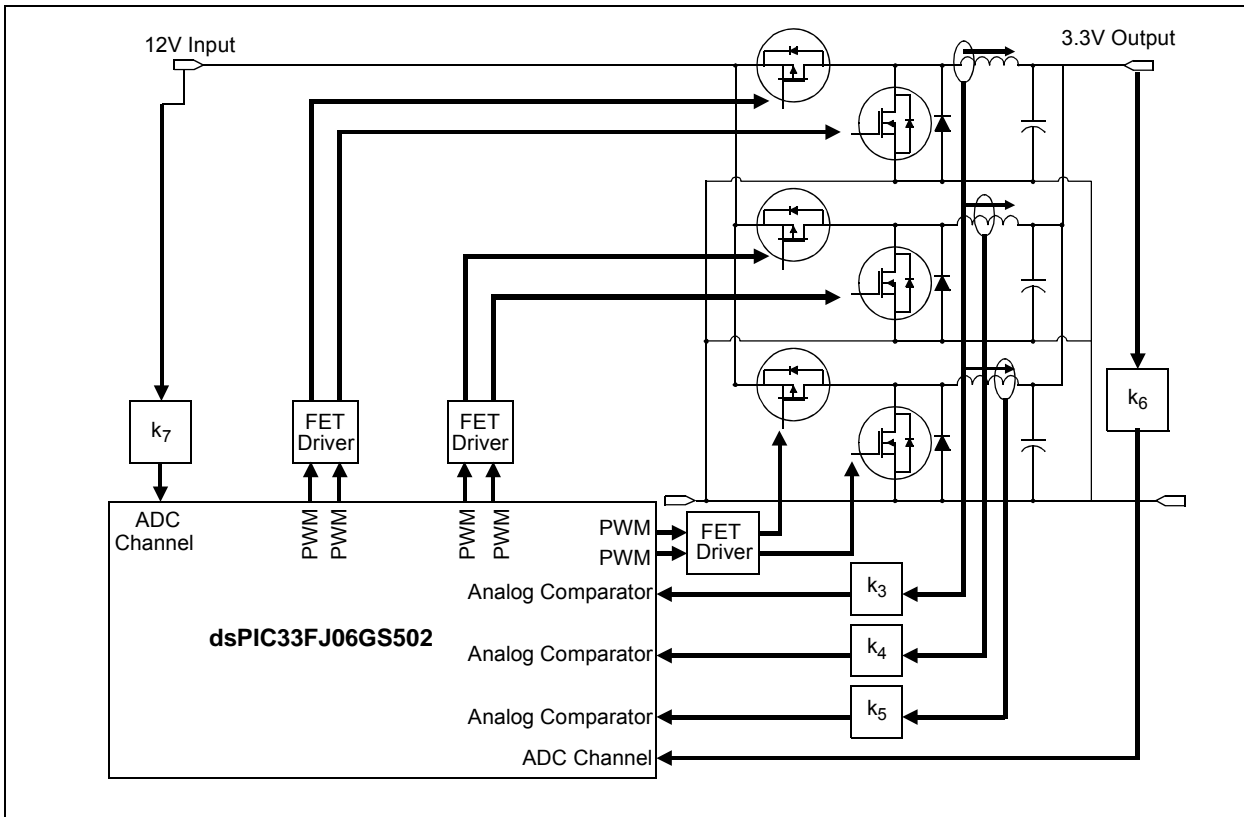 12V Input
3.3V Output
k7
FET
Driver
FET
Driver
k6
ADC
Channel
PWM
PWM
PWM
PWM
PWM
PWM
FET
Driver
Analog Comparator
k3
dsPIC33FJ06GS502
Analog Comparator
k4
Analog Comparator
k5
ADC Channel